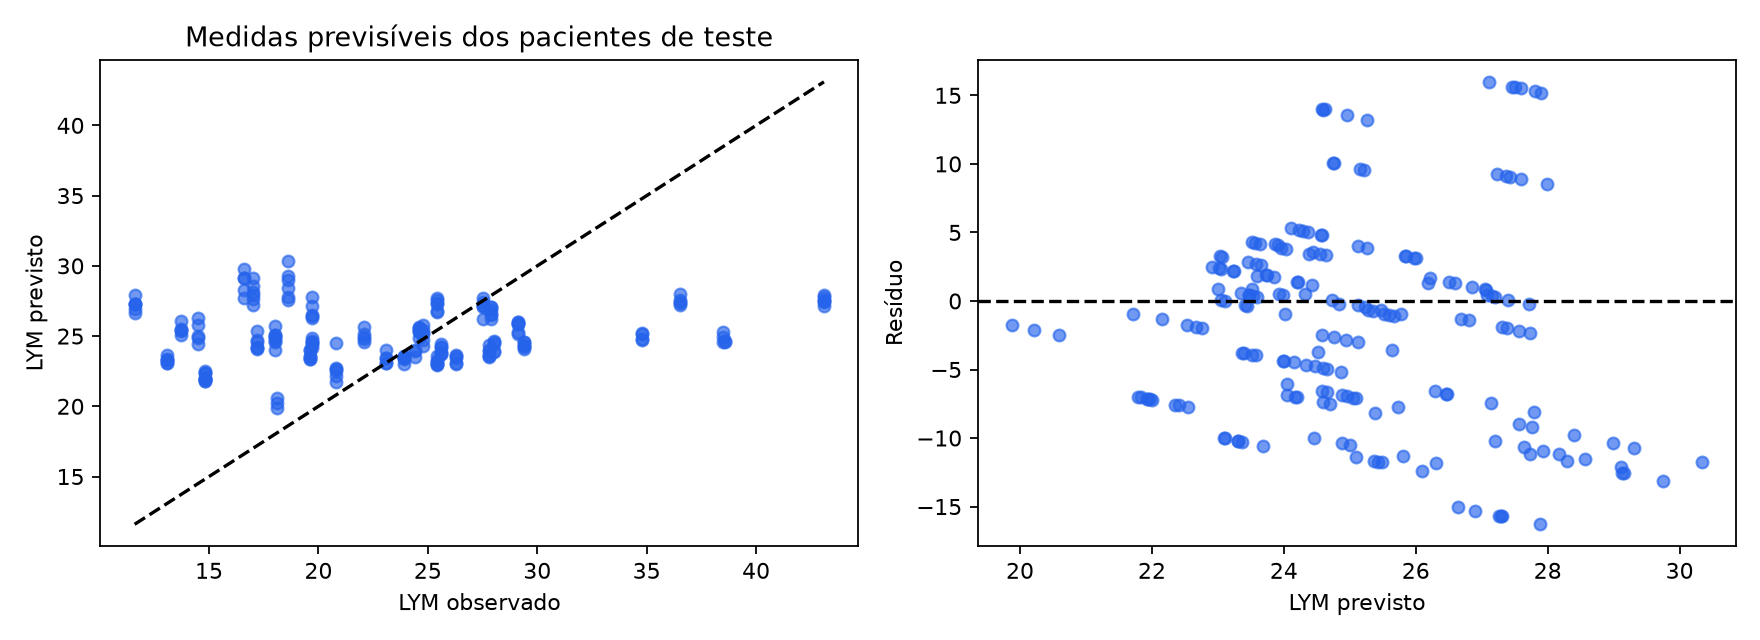 Medidas previsíveis dos pacientes de teste
LYM previsto
40
35
30
25
20
15
15 20 25 30 35 40
LYM observado
Resíduo
15
10
5
0
−5
−10
−15
20 22 24 26 28 30
LYM previsto